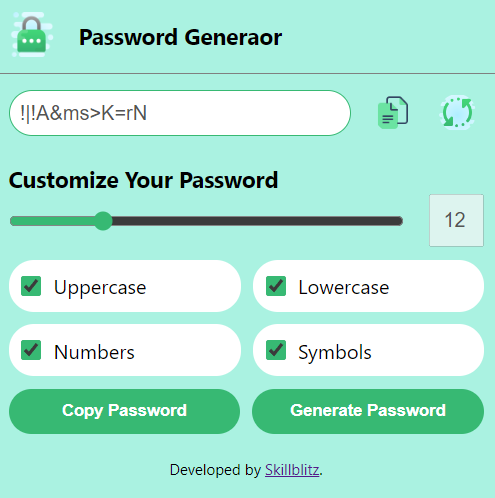 Password Generaor
!|!A&ms>K=rN
Customize Your Password
12
Uppercase
Lowercase
Numbers
Symbols
Copy Password
Generate Password
Developed by Skillblitz.